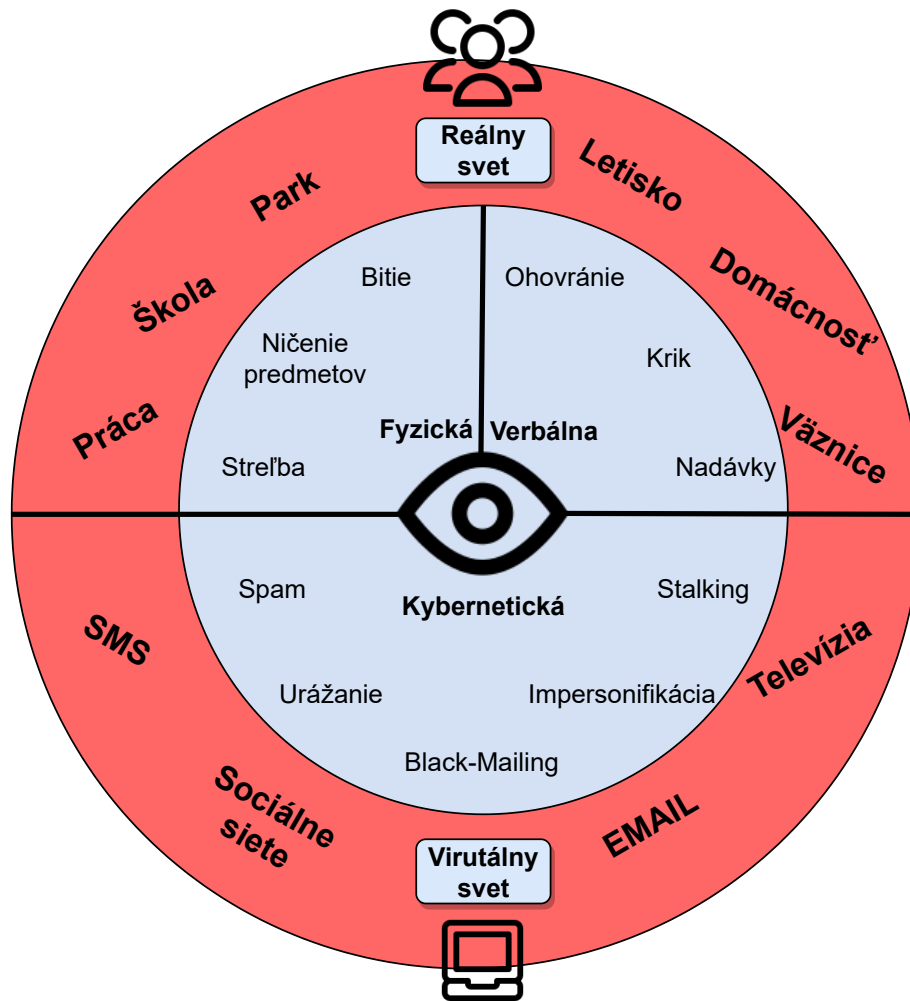 Reálny
svet
Park
Letisko
Škola
Domácnosť
Práca
Väznice
Bitie
Ohovránie
Ničenie
predmetov
Krik
Fyzická
Verbálna
Streľba
Nadávky
Spam
Stalking
Kybernetická
Urážanie
Impersonifikácia
Black-Mailing
SMS
Televízia
Sociálne
siete
EMAIL
Virutálny
svet